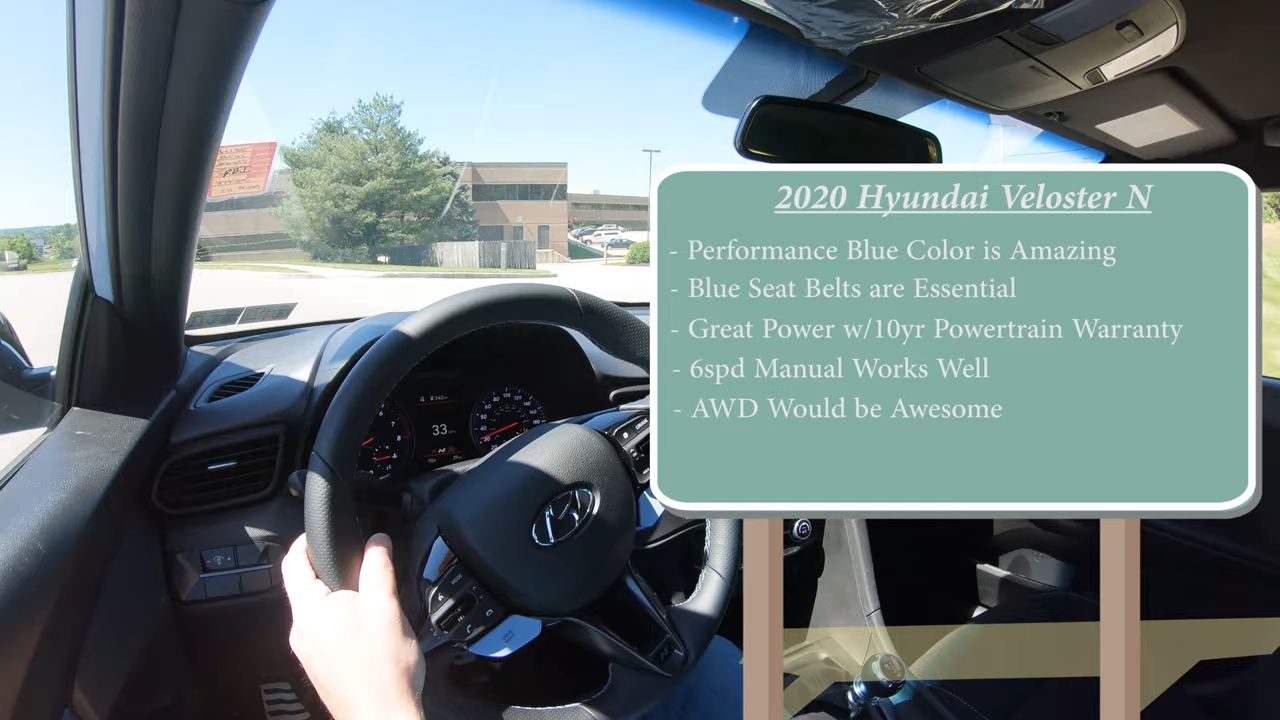 2020 Hyundai Veloster N
- Performance Blue Color is Amazing
- Blue Seat Belts are Essential
- Great Power w/10yr Powertrain Warranty
- 6spd Manual Works Well
- AWD Would be Awesome
33